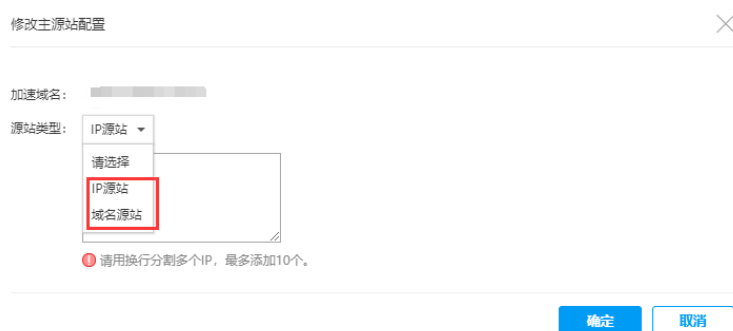 修改主源站配置
加速域名：
源站类型： IP源站
请选择
IP源站
域名源站
请用换行分割多个IP，最多添加10个。
确定 取消